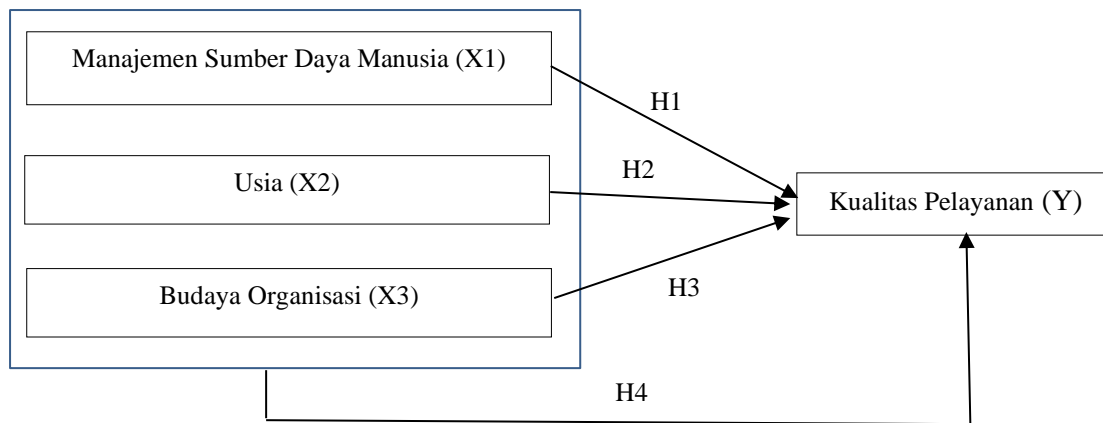 Manajemen Sumber Daya Manusia (X1)
H1
Usia (X2)
H2
Kualitas Pelayanan (Y)
Budaya Organisasi (X3)
H3
H4